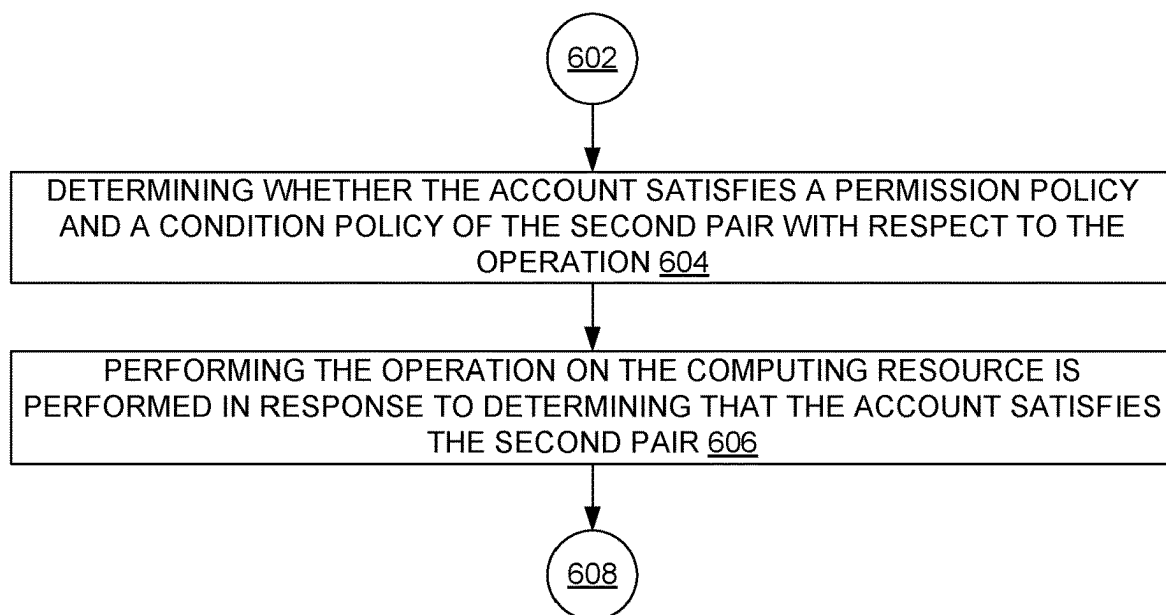 602
DETERMINING WHETHER THE ACCOUNT SATISFIES A PERMISSION POLICY
AND A CONDITION POLICY OF THE SECOND PAIR WITH RESPECT TO THE
OPERATION 604
PERFORMING THE OPERATION ON THE COMPUTING RESOURCE IS
PERFORMED IN RESPONSE TO DETERMINING THAT THE ACCOUNT SATISFIES
THE SECOND PAIR 606
608